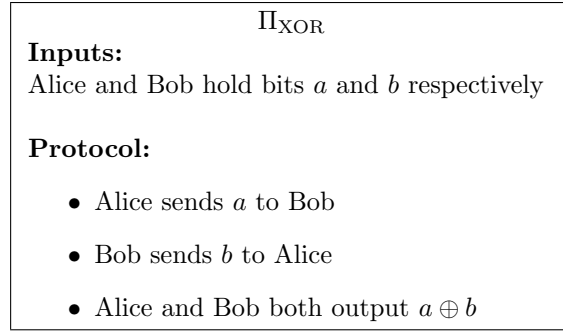 Π_XOR
Inputs:
Alice and Bob hold bits a and b respectively
Protocol:
• Alice sends a to Bob
• Bob sends b to Alice
• Alice and Bob both output a ⊕ b